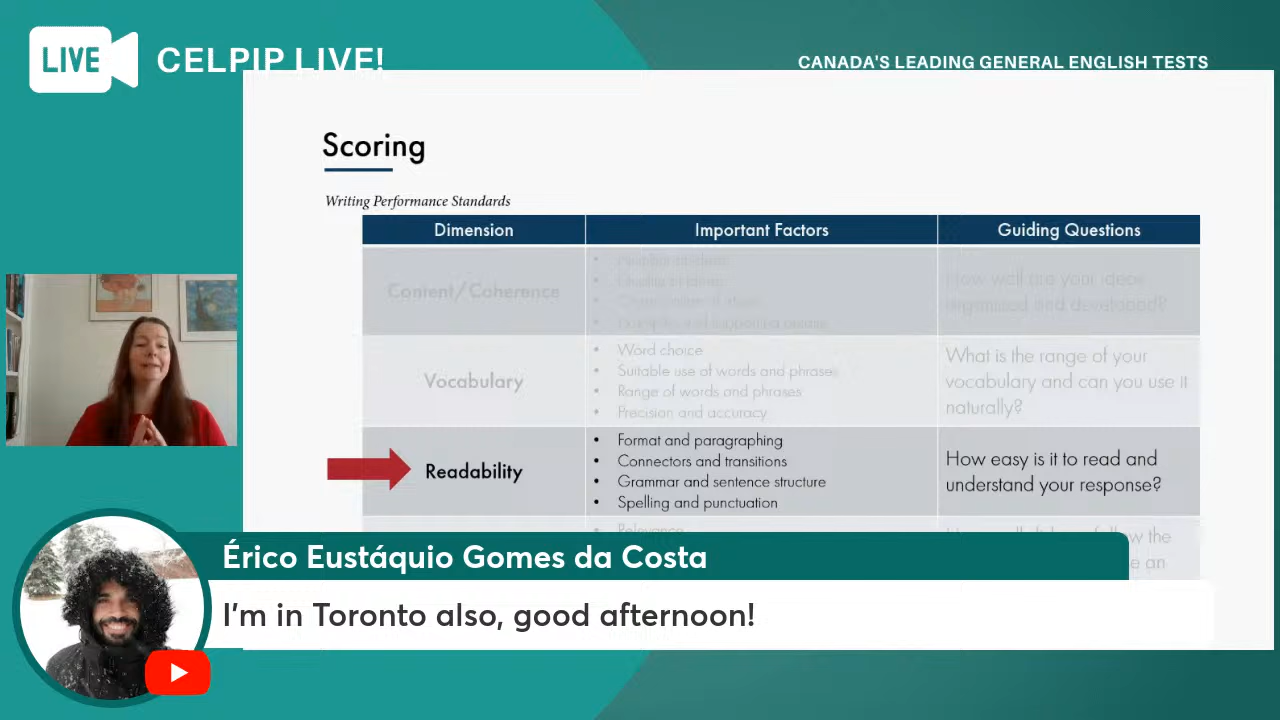 LIVE
CELPIP LIVE!
CANADA'S LEADING GENERAL ENGLISH TESTS
Scoring
Writing Performance Standards
Dimension
Important Factors
Guiding Questions
Content/Coherence
How well are your ideas
organized and developed?
Vocabulary
• Word choice
• Suitable use of words and phrases
• Range of words and phrases
• Precision and accuracy
What is the range of your
vocabulary and can you use it
naturally?
Readability
• Format and paragraphing
• Connectors and transitions
• Grammar and sentence structure
• Spelling and punctuation
How easy is it to read and
understand your response?
• Relevance
Érico Eustáquio Gomes da Costa
I'm in Toronto also, good afternoon!